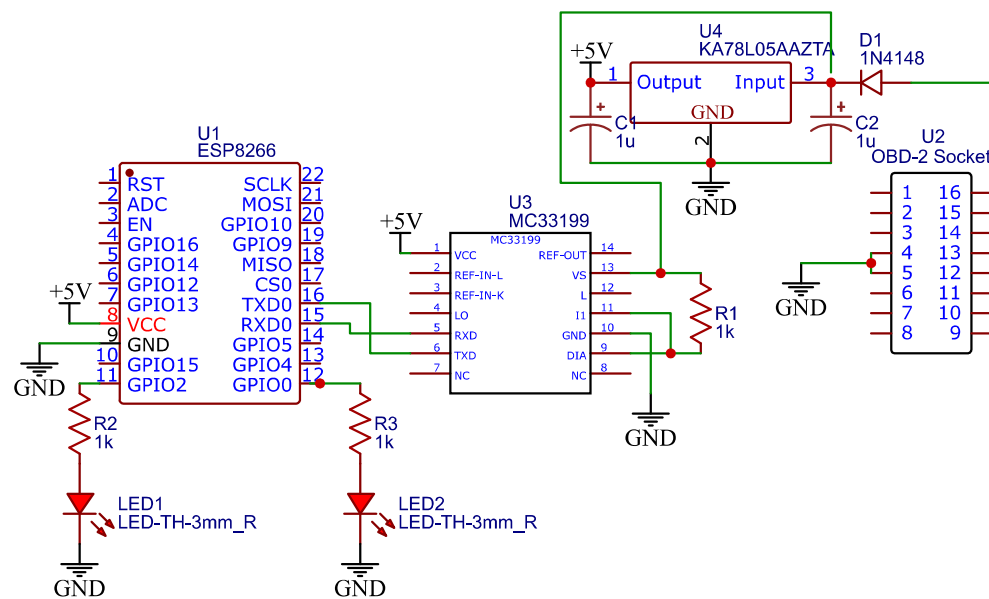 U4
KA78L05AAZTA
+5V
1
Output
Input
3
GND
2
D1
1N4148
+
C1
1u
+
C2
1u
GND
U2
OBD-2 Socket
1 16
2 15
3 14
4 13
5 12
6 11
7 10
8 9
GND
U1
ESP8266
1 RST SCLK 22
2 ADC MOSI 21
3 EN GPIO10 20
4 GPIO16 GPIO9 19
5 GPIO14 MISO 18
6 GPIO12 CS0 17
7 GPIO13 TXD0 16
8 VCC RXD0 15
9 GND GPIO5 14
10 GPIO15 GPIO4 13
11 GPIO2 GPIO0 12
+5V
GND
U3
MC33199
MC33199
+5V
1 VCC REF-OUT 14
2 REF-IN-L VS 13
3 REF-IN-K L 12
4 LO I1 11
5 RXD GND 10
6 TXD DIA 9
7 NC NC 8
R1
1k
GND
R2
1k
R3
1k
LED1
LED-TH-3mm_R
LED2
LED-TH-3mm_R
GND
GND